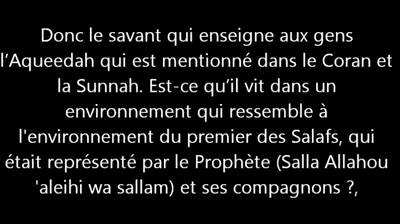 Donc le savant qui enseigne aux gens
l’Aqueedah qui est mentionné dans le Coran et
la Sunnah. Est-ce qu’il vit dans un
environnement qui ressemble à
l'environnement du premier des Salafs, qui
était représenté par le Prophète (Salla Allahou
'aleihi wa sallam) et ses compagnons ?,